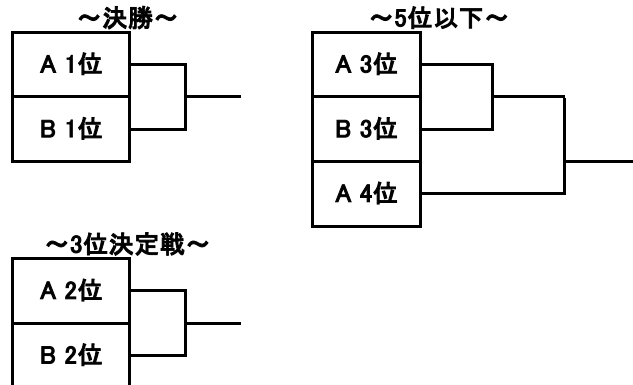 ～決勝～
A 1位
B 1位
～5位以下～
A 3位
B 3位
A 4位
～3位決定戦～
A 2位
B 2位